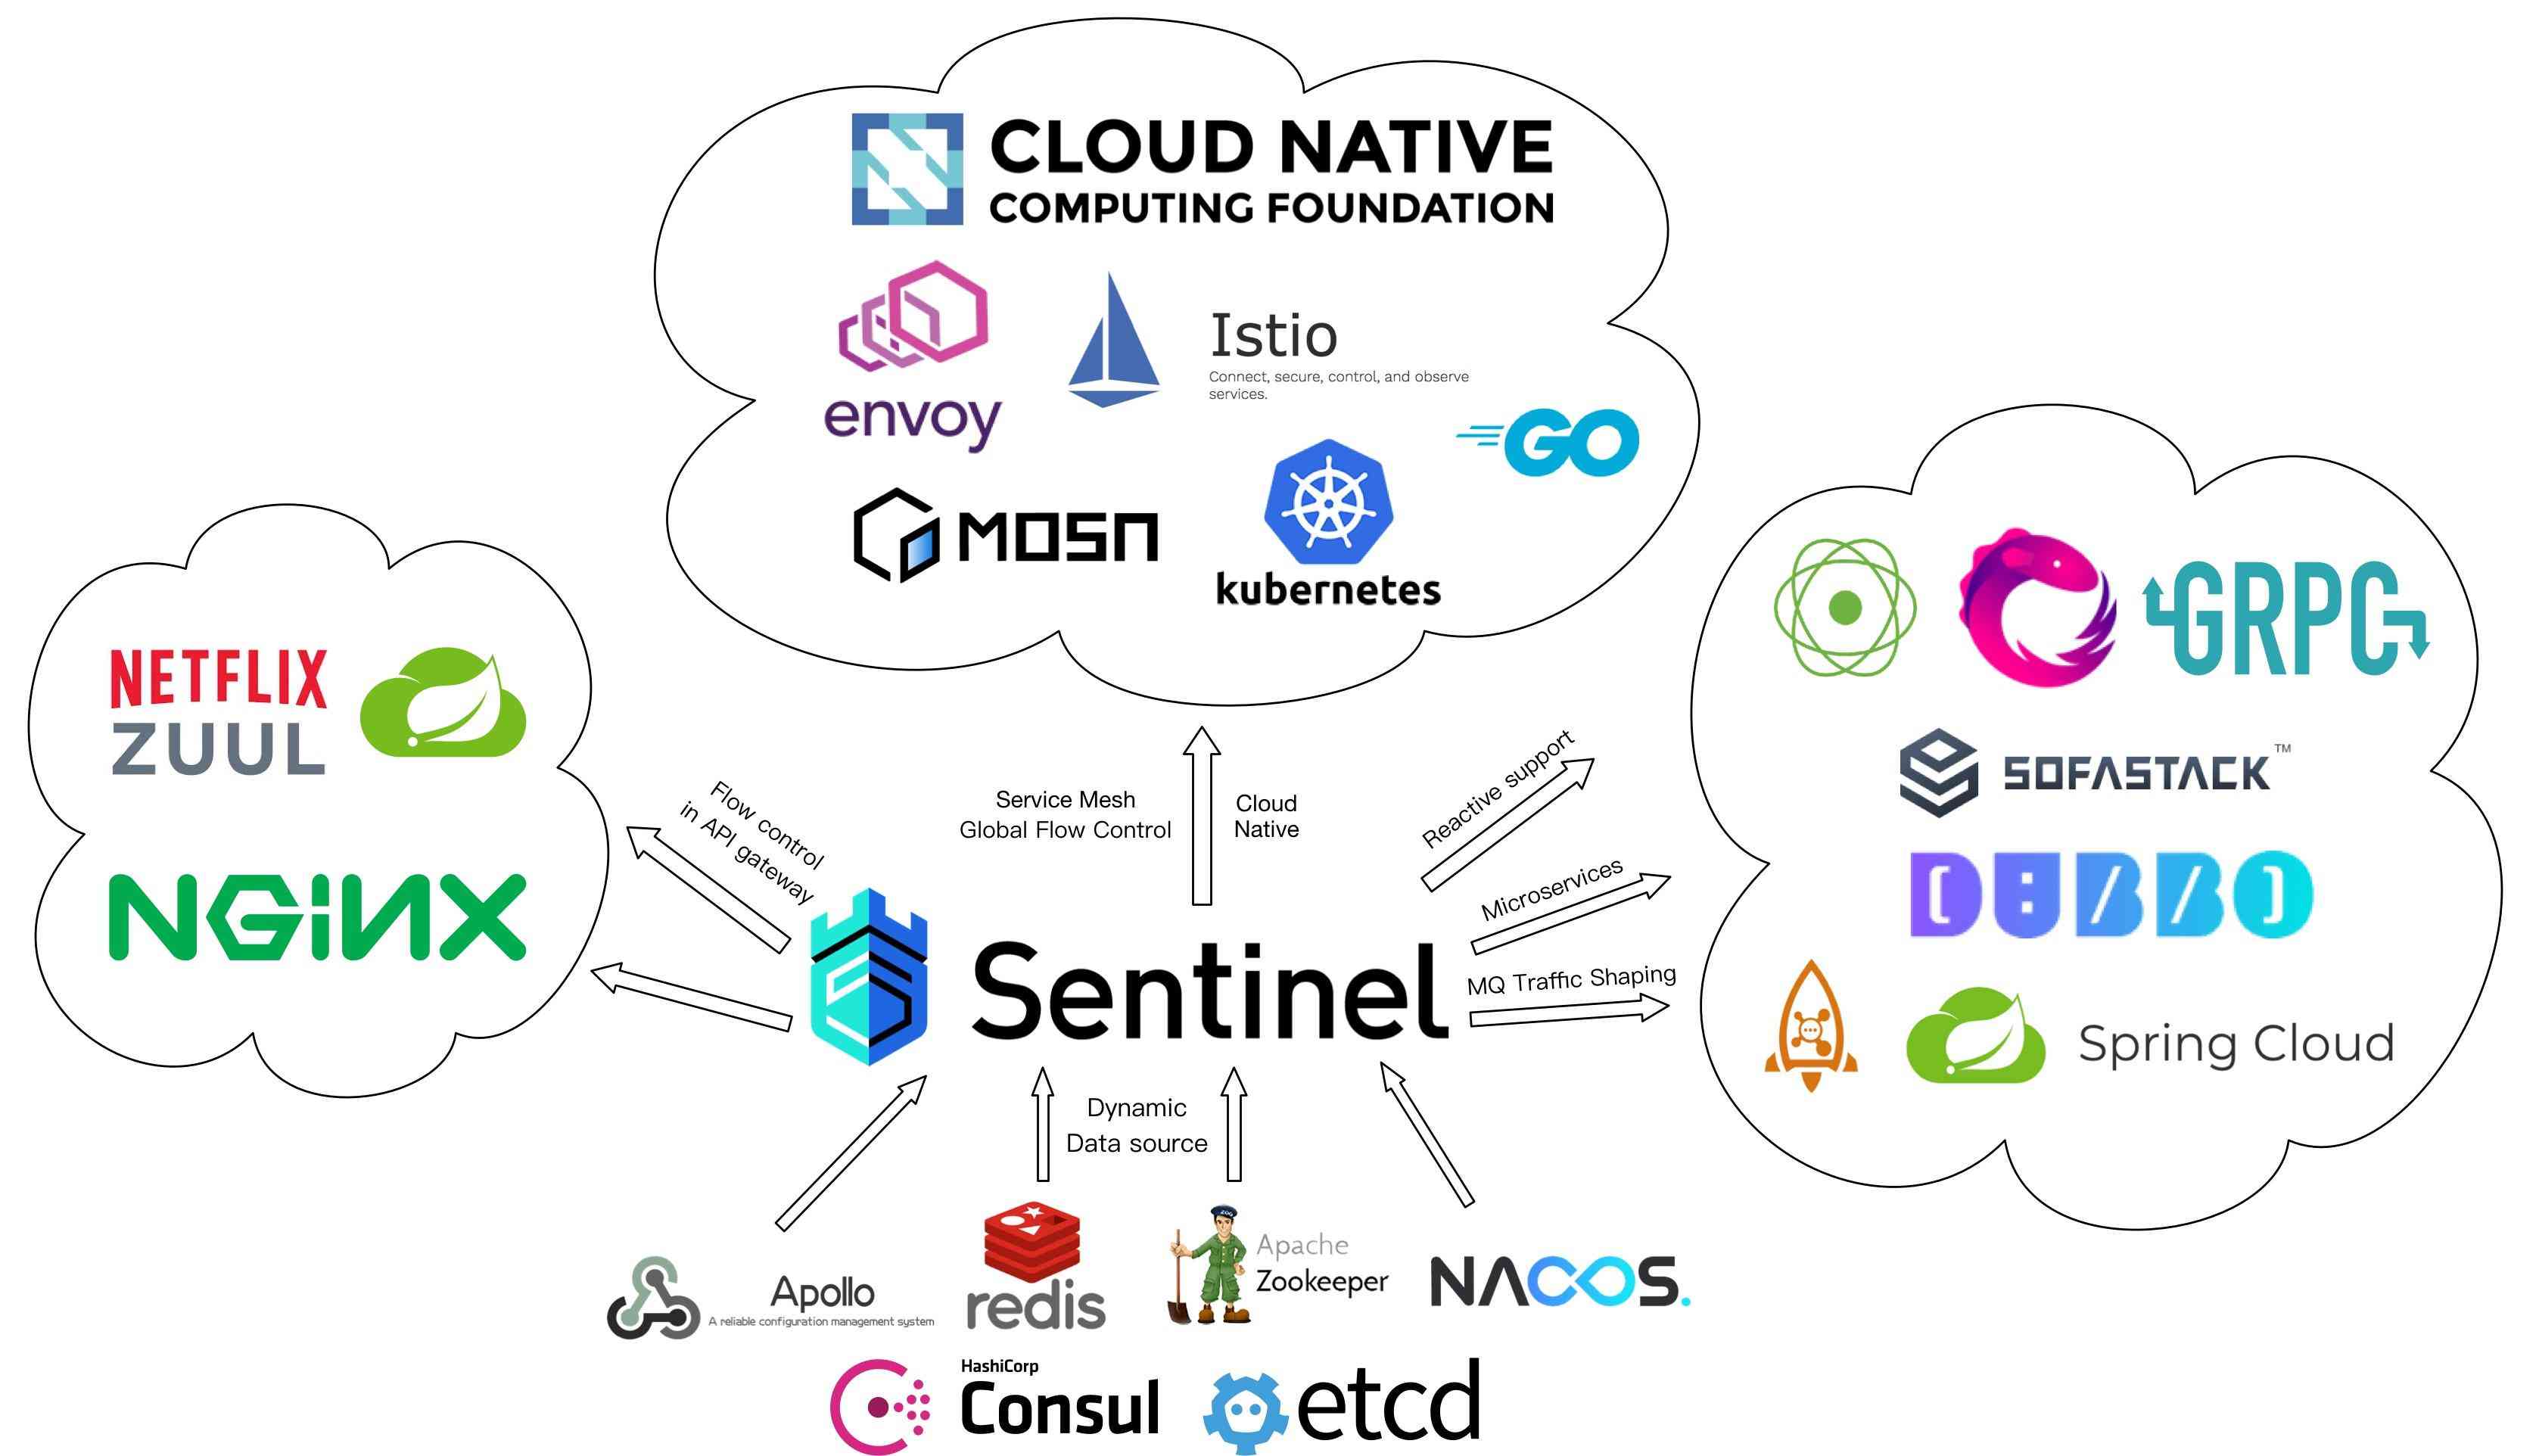 CLOUD NATIVE
COMPUTING FOUNDATION
envoy
Istio
Connect, secure, control, and observe
services.
GO
MOSN
kubernetes
NETFLIX
ZUUL
NGiNX
GRPC
SOFASTACK™
DUBBO
Spring Cloud
Flow control
in API gateway
Service Mesh
Global Flow Control
Cloud
Native
Reactive support
Microservices
MQ Traffic Shaping
Sentinel
Dynamic
Data source
Apollo
A reliable configuration management system
redis
Apache
Zookeeper
NACOS.
HashiCorp
Consul
etcd